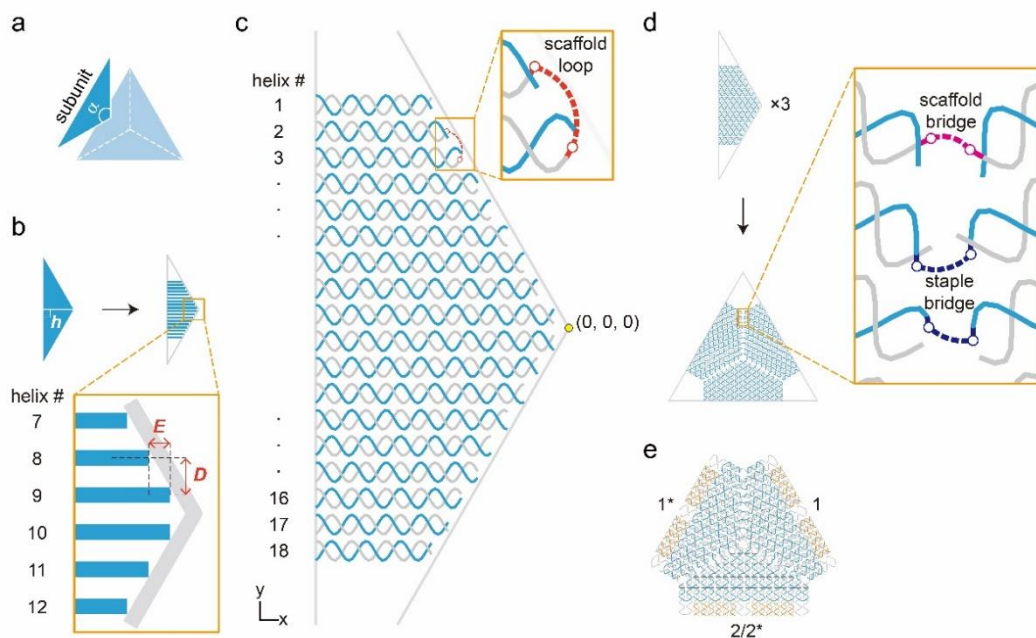 a
subunit
α
b
h
helix #
7
8
9
10
11
12
E
D
c
helix #
1
2
3
.
.
.
.
.
.
16
17
18
scaffold
loop
(0, 0, 0)
y
x
d
×3
scaffold
bridge
staple
bridge
e
1*
1
2/2*